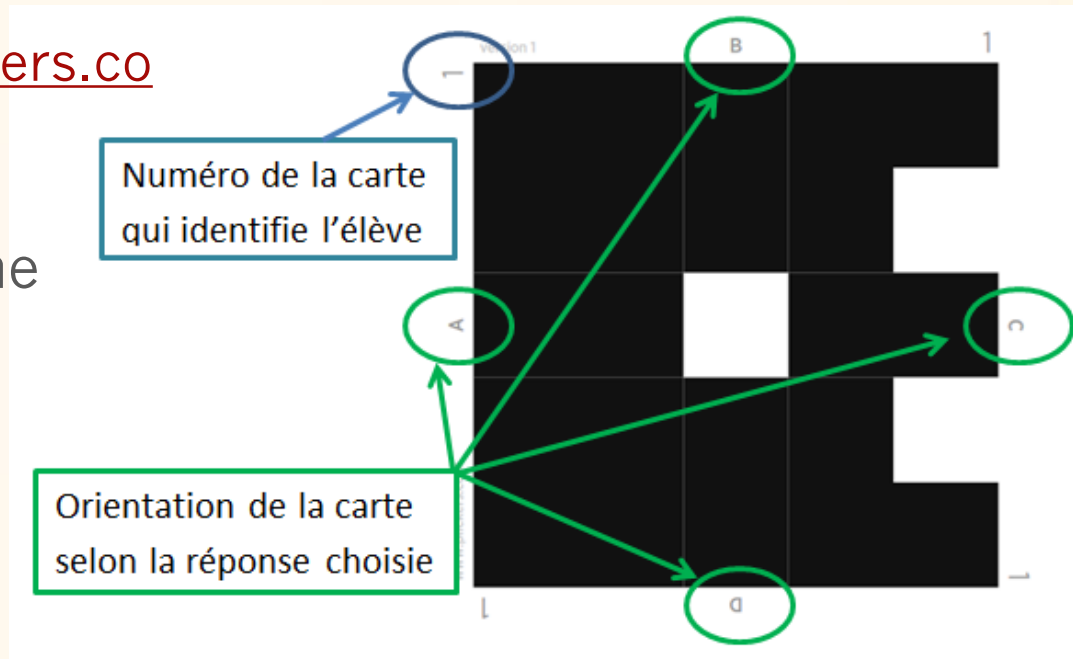 ers.co
version 1
B
1
1
Numéro de la carte
qui identifie l'élève
ne
A
C
Orientation de la carte
selon la réponse choisie
1
D
1